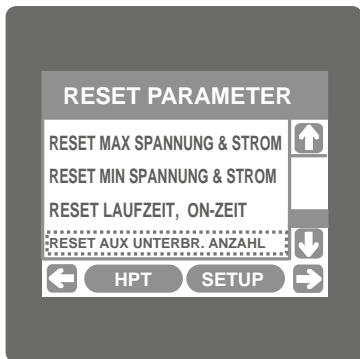 RESET PARAMETER
RESET MAX SPANNUNG & STROM
RESET MIN SPANNUNG & STROM
RESET LAUFZEIT, ON-ZEIT
RESET AUX UNTERBR. ANZAHL
HPT SETUP